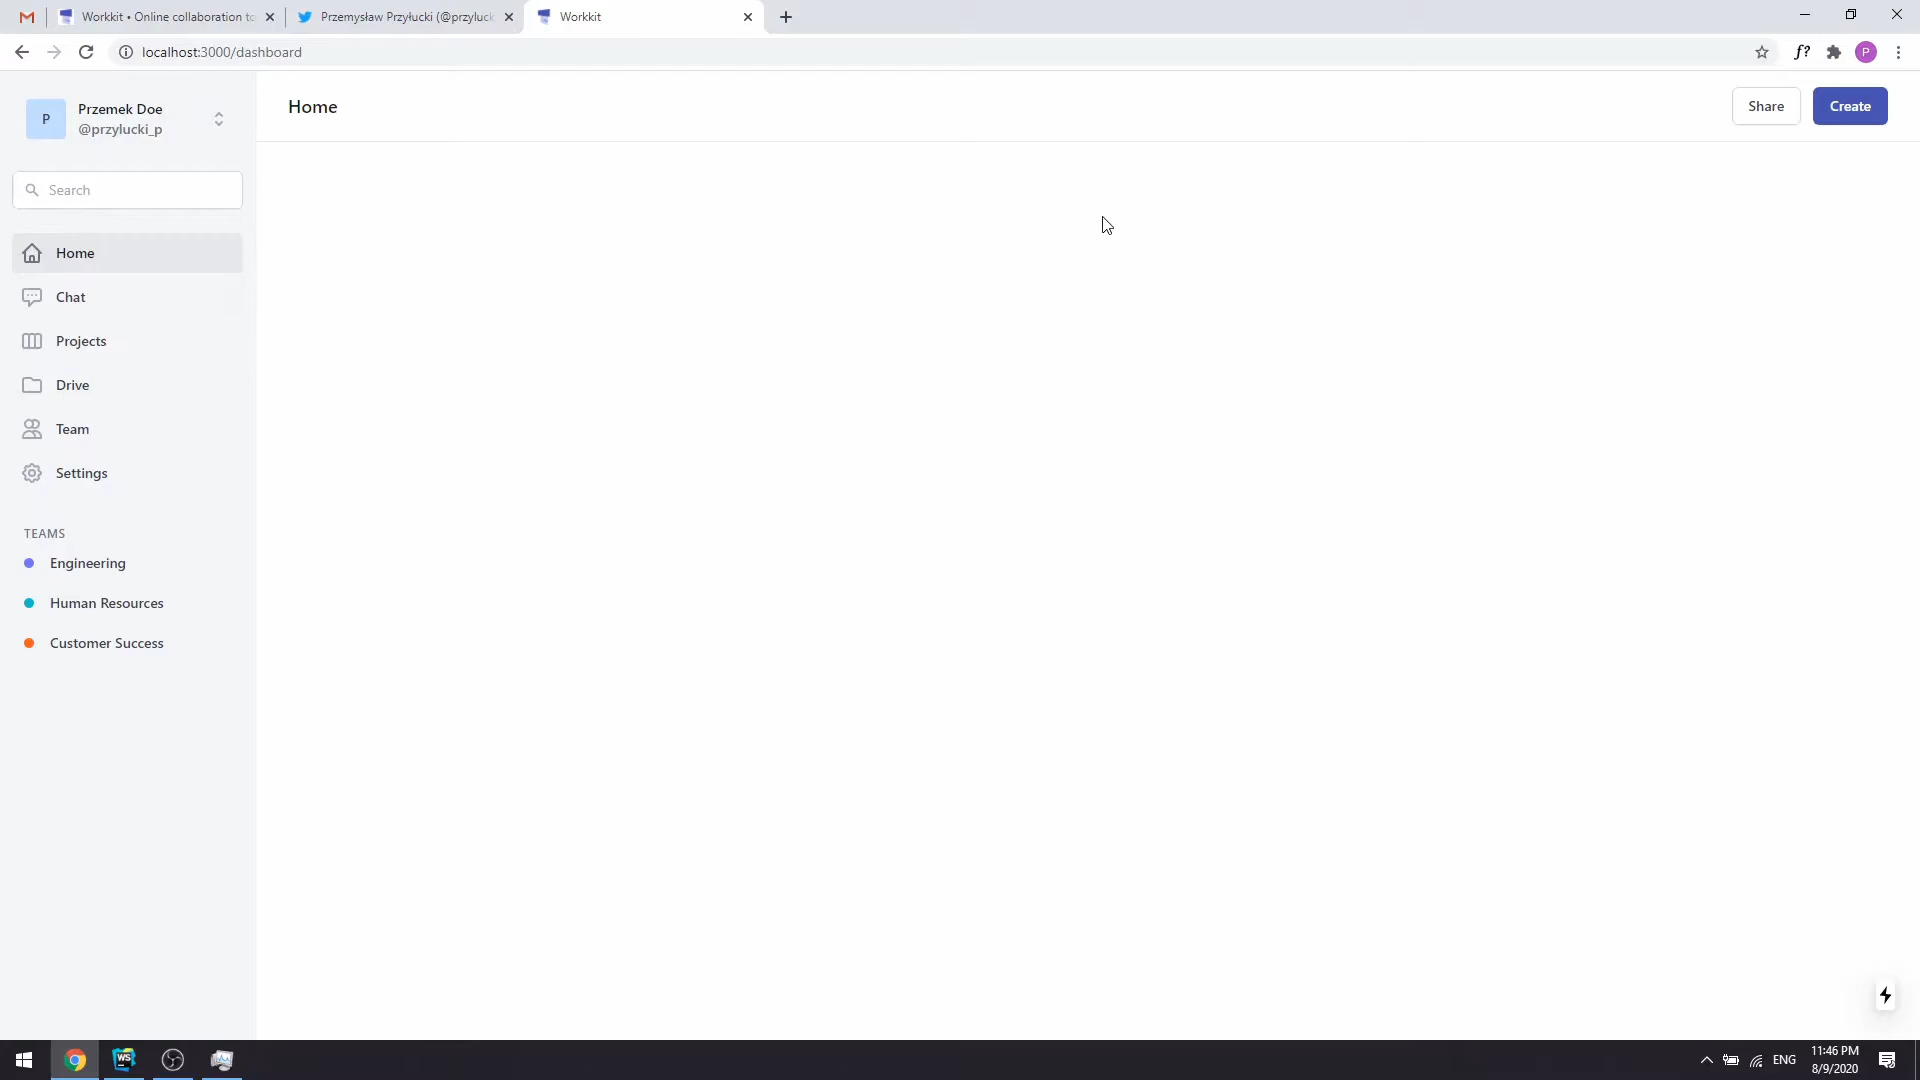 Workkit • Online collaboration to
Przemysław Przyłucki (@przyluck
Workkit
localhost:3000/dashboard
f?
P
P
Przemek Doe
@przylucki_p
Home
Share
Create
Search
Home
Chat
Projects
Drive
Team
Settings
TEAMS
Engineering
Human Resources
Customer Success
WS
ENG
11:46 PM
8/9/2020